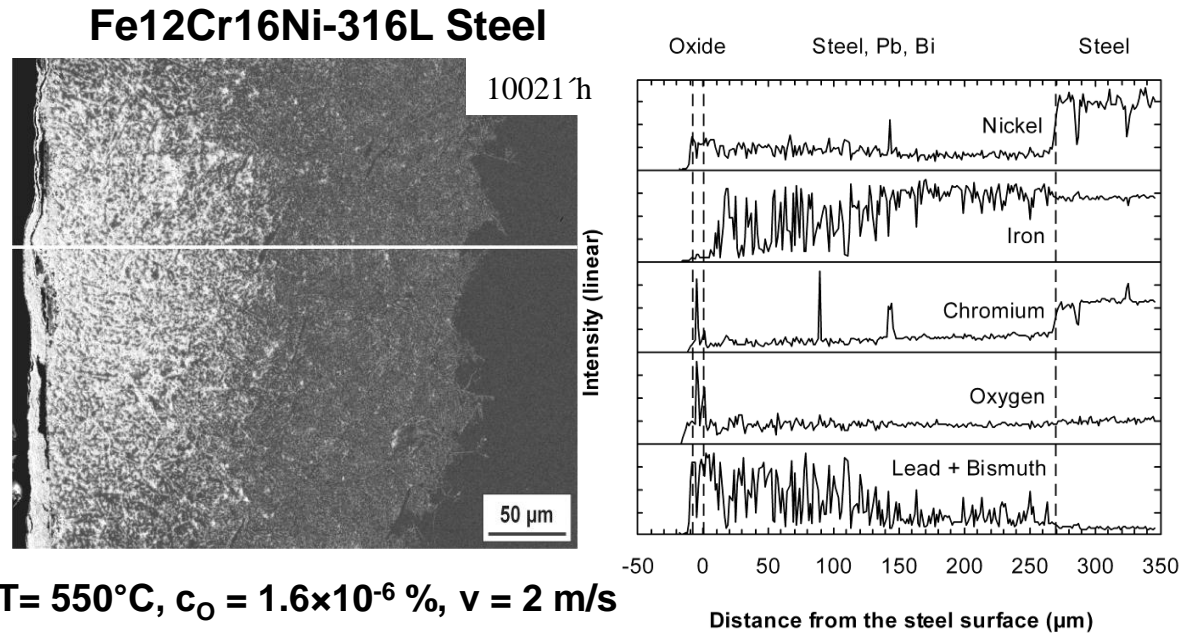 Fe12Cr16Ni-316L Steel
10021´h
50 µm
T= 550°C, cO = 1.6×10-6 %, v = 2 m/s
Oxide Steel, Pb, Bi Steel
Intensity (linear)
Nickel
Iron
Chromium
Oxygen
Lead + Bismuth
-50 0 50 100 150 200 250 300 350
Distance from the steel surface (µm)